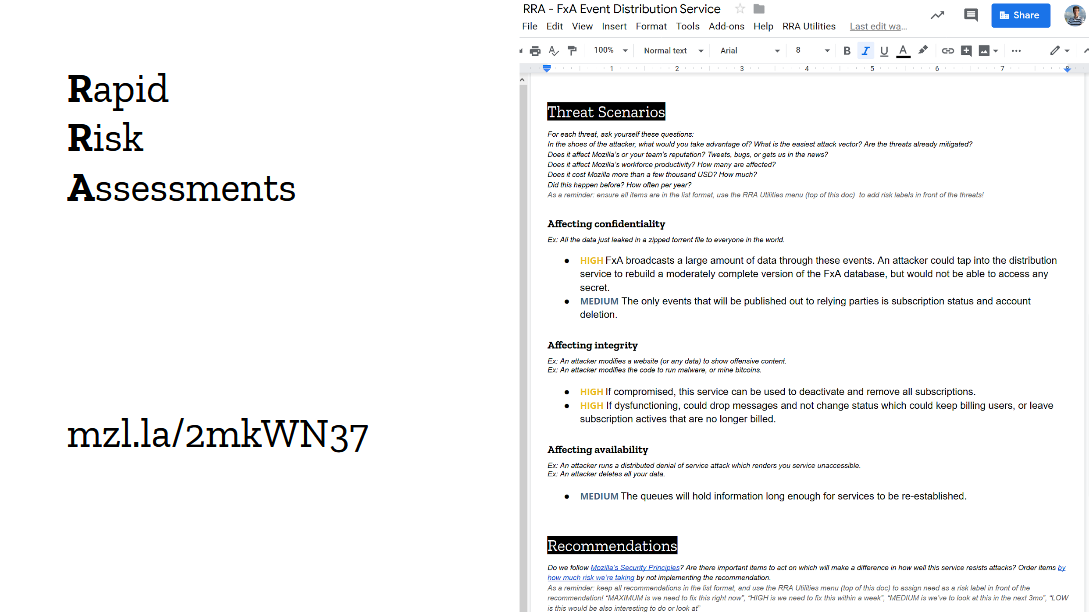 Rapid
Risk
Assessments
mzl.la/2mkWN37
RRA - FxA Event Distribution Service
File Edit View Insert Format Tools Add-ons Help RRA Utilities Last edit wa...
Share
100% Normal text Arial 8 B I U A ...
1 2 3 4 5 6 7
Threat Scenarios
For each threat, ask yourself these questions:
In the shoes of the attacker, what would you take advantage of? What is the easiest attack vector? Are the threats already mitigated?
Does it affect Mozilla's or your team's reputation? Tweets, bugs, or gets us in the news?
Does it affect Mozilla's workforce productivity? How many are affected?
Does it cost Mozilla more than a few thousand USD? How much?
Did this happen before? How often per year?
As a reminder: ensure all items are in the list format, use the RRA Utilities menu (top of this doc) to add risk labels in front of the threats!
Affecting confidentiality
Ex: All the data just leaked in a zipped torrent file to everyone in the world.
● HIGH FxA broadcasts a large amount of data through these events. An attacker could tap into the distribution
service to rebuild a moderately complete version of the FxA database, but would not be able to access any
secret.
● MEDIUM The only events that will be published out to relying parties is subscription status and account
deletion.
Affecting integrity
Ex: An attacker modifies a website (or any data) to show offensive content.
Ex: An attacker modifies the code to run malware, or mine bitcoins.
● HIGH If compromised, this service can be used to deactivate and remove all subscriptions.
● HIGH If dysfunctioning, could drop messages and not change status which could keep billing users, or leave
subscription actives that are no longer billed.
Affecting availability
Ex: An attacker runs a distributed denial of service attack which renders you service unaccessible.
Ex: An attacker deletes all your data.
● MEDIUM The queues will hold information long enough for services to be re-established.
Recommendations
Do we follow Mozilla's Security Principles? Are there important items to act on which will make a difference in how well this service resists attacks? Order items by
how much risk we're taking by not implementing the recommendation.
As a reminder: keep all recommendations in the list format, and use the RRA Utilities menu (top of this doc) to assign need as a risk label in front of the
recommendation! "MAXIMUM is we need to fix this right now", "HIGH is we need to fix this within a week", "MEDIUM is we've to look at this in the next 3mo", "LOW
is this would be also interesting to do or look at"